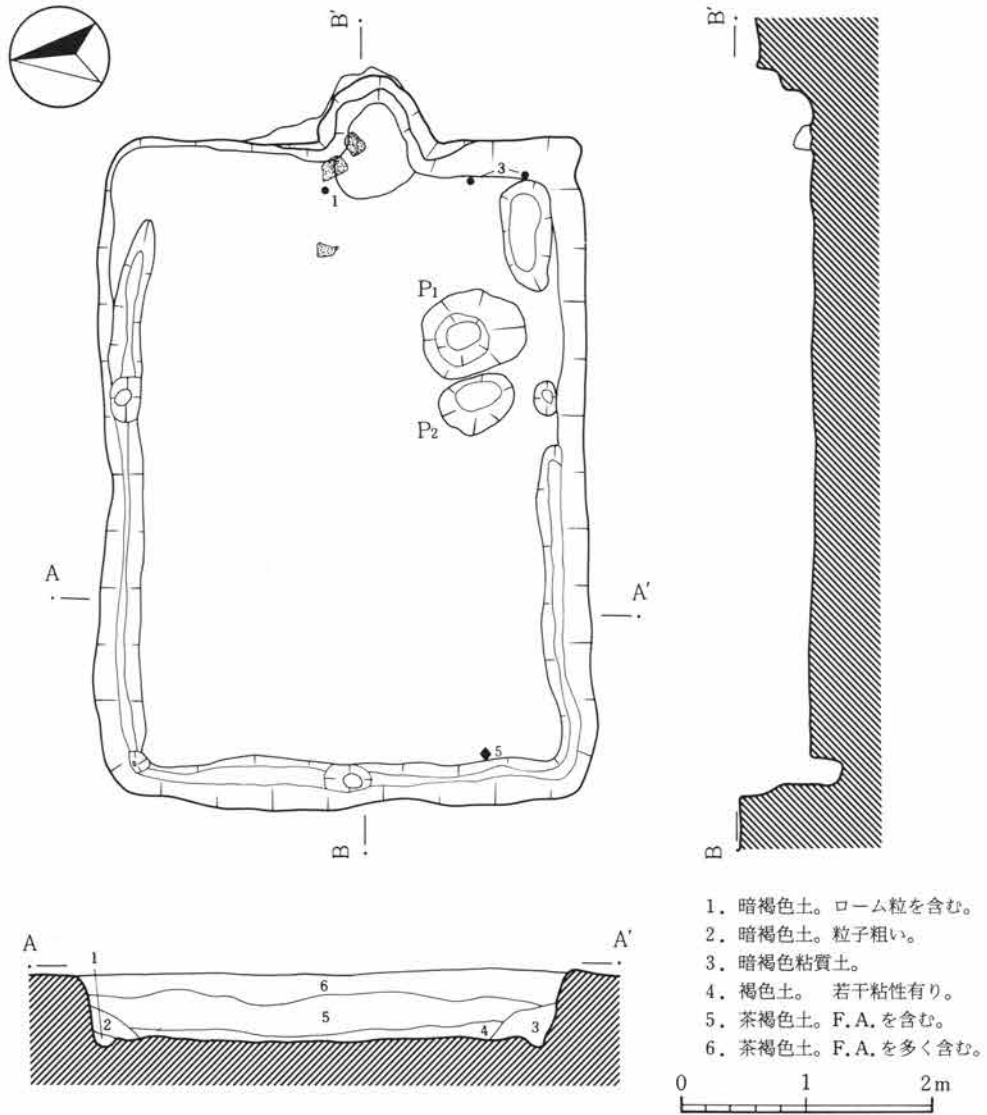 B'
B'
1
3
P1
P2
A
A'
5
B
B
1. 暗褐色土。ローム粒を含む。
2. 暗褐色土。粒子粗い。
3. 暗褐色粘質土。
4. 褐色土。 若干粘性有り。
5. 茶褐色土。F.A.を含む。
6. 茶褐色土。F.A.を多く含む。
A
A'
1
6
5
2
4
3
0 1 2m